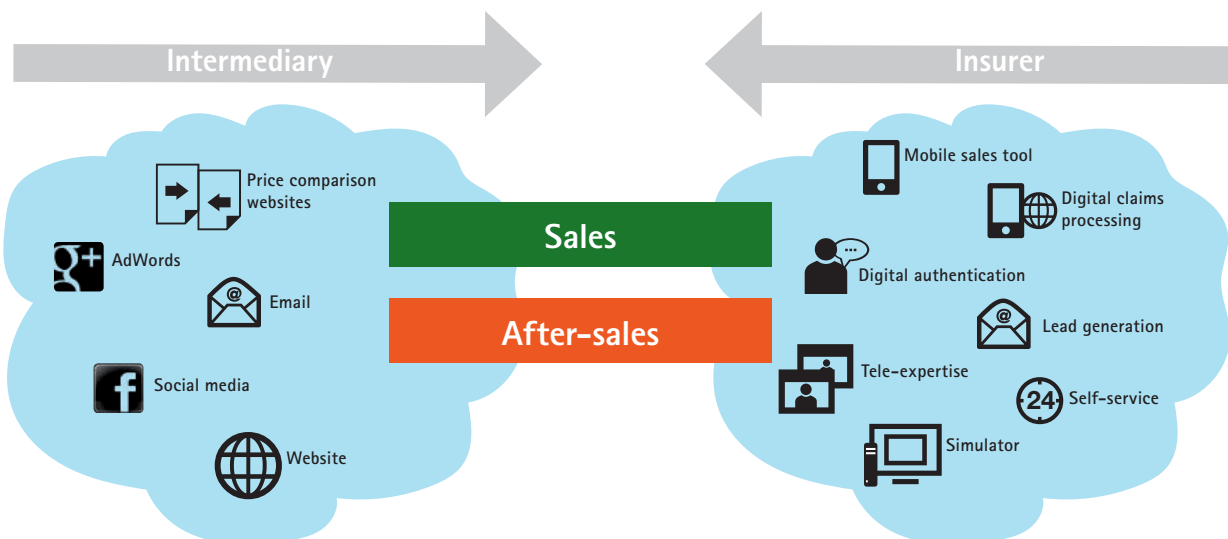 Intermediary
Insurer
Price comparison
websites
g+
AdWords
@
Email
f
Social media
Website
Sales
After-sales
Mobile sales tool
Digital claims
processing
...
Digital authentication
@
Lead generation
Tele-expertise
24
Self-service
Simulator